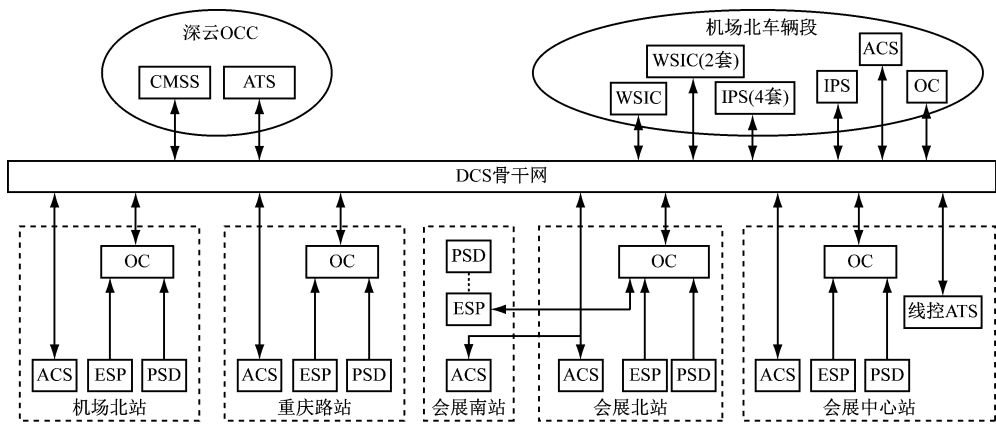 深云OCC
CMSS
ATS
机场北车辆段
WSIC
WSIC(2套)
IPS(4套)
IPS
ACS
OC
DCS骨干网
OC
ACS
ESP
PSD
机场北站
OC
ACS
ESP
PSD
重庆路站
PSD
ESP
ACS
会展南站
OC
ACS
ESP
PSD
会展北站
OC
线控ATS
ACS
ESP
PSD
会展中心站